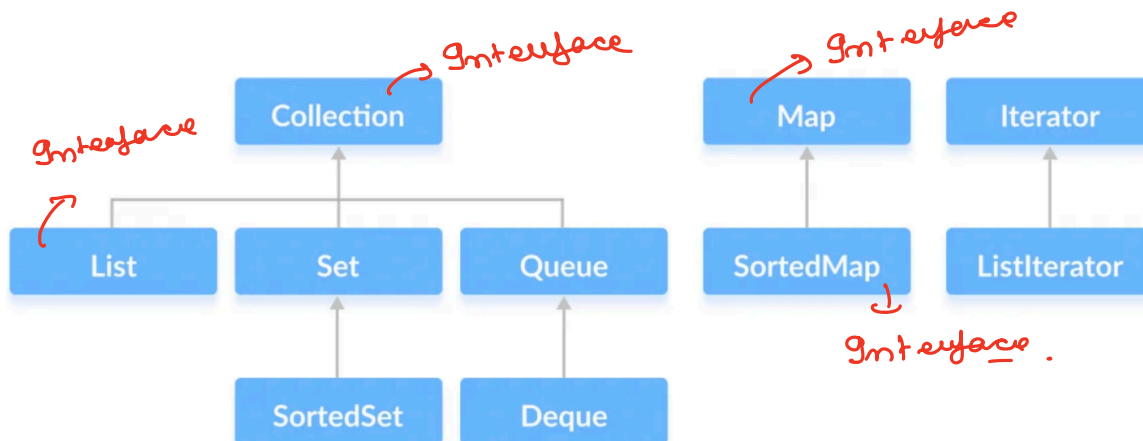 Interface
Interface
Collection
Map
Iterator
Interface
List
Set
Queue
SortedMap
ListIterator
Interface.
SortedSet
Deque